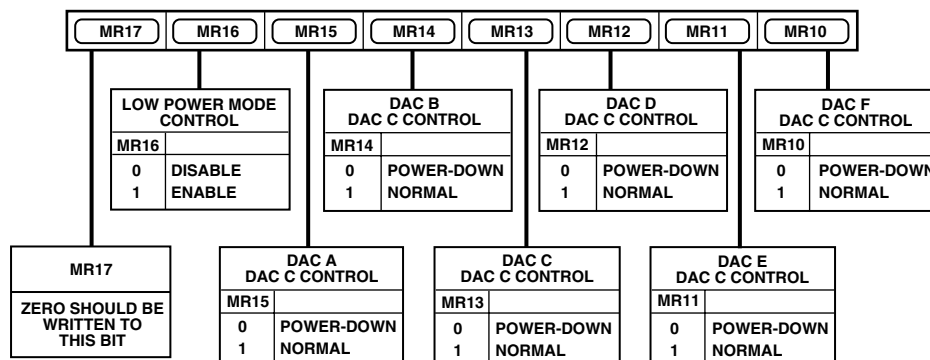 MR17 MR16 MR15 MR14 MR13 MR12 MR11 MR10
LOW POWER MODE
CONTROL
MR16
0 DISABLE
1 ENABLE
DAC B
DAC C CONTROL
MR14
0 POWER-DOWN
1 NORMAL
DAC D
DAC C CONTROL
MR12
0 POWER-DOWN
1 NORMAL
DAC F
DAC C CONTROL
MR10
0 POWER-DOWN
1 NORMAL
MR17
ZERO SHOULD BE
WRITTEN TO
THIS BIT
DAC A
DAC C CONTROL
MR15
0 POWER-DOWN
1 NORMAL
DAC C
DAC C CONTROL
MR13
0 POWER-DOWN
1 NORMAL
DAC E
DAC C CONTROL
MR11
0 POWER-DOWN
1 NORMAL